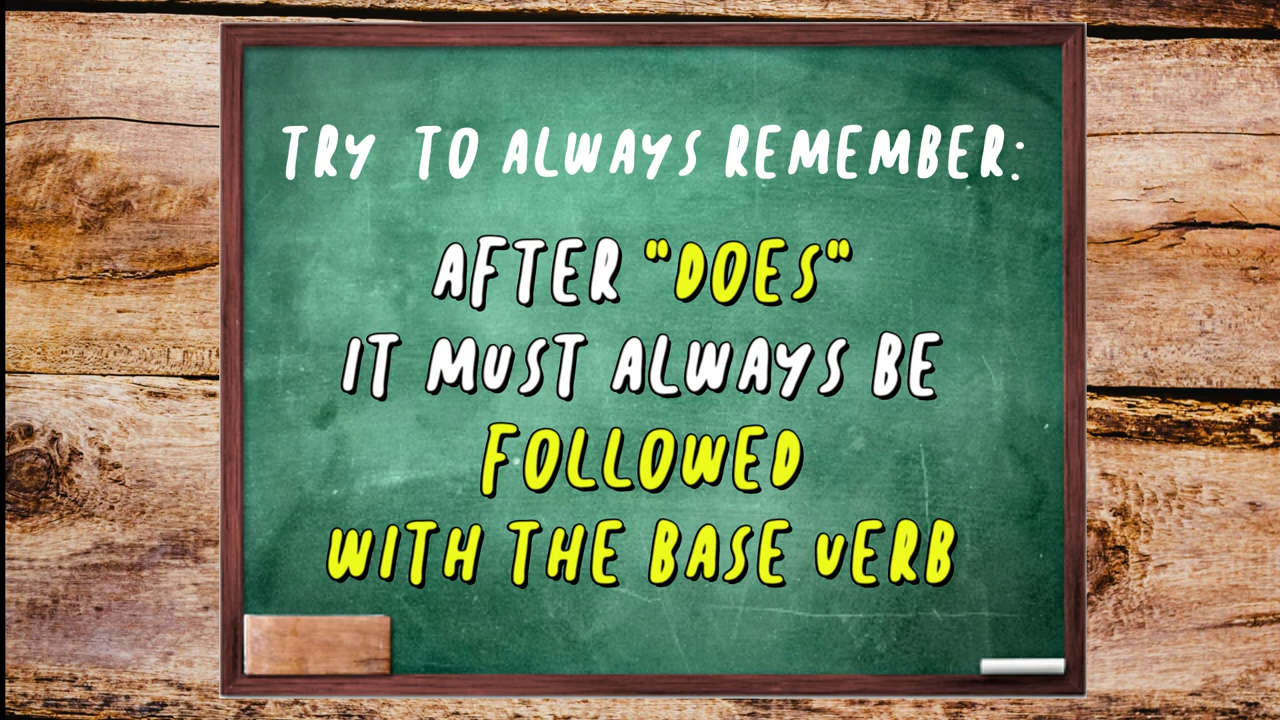 TRY TO ALWAYS REMEMBER:
AFTER "DOES"
IT MUST ALWAYS BE
FOLLOWED
WITH THE BASE VERB